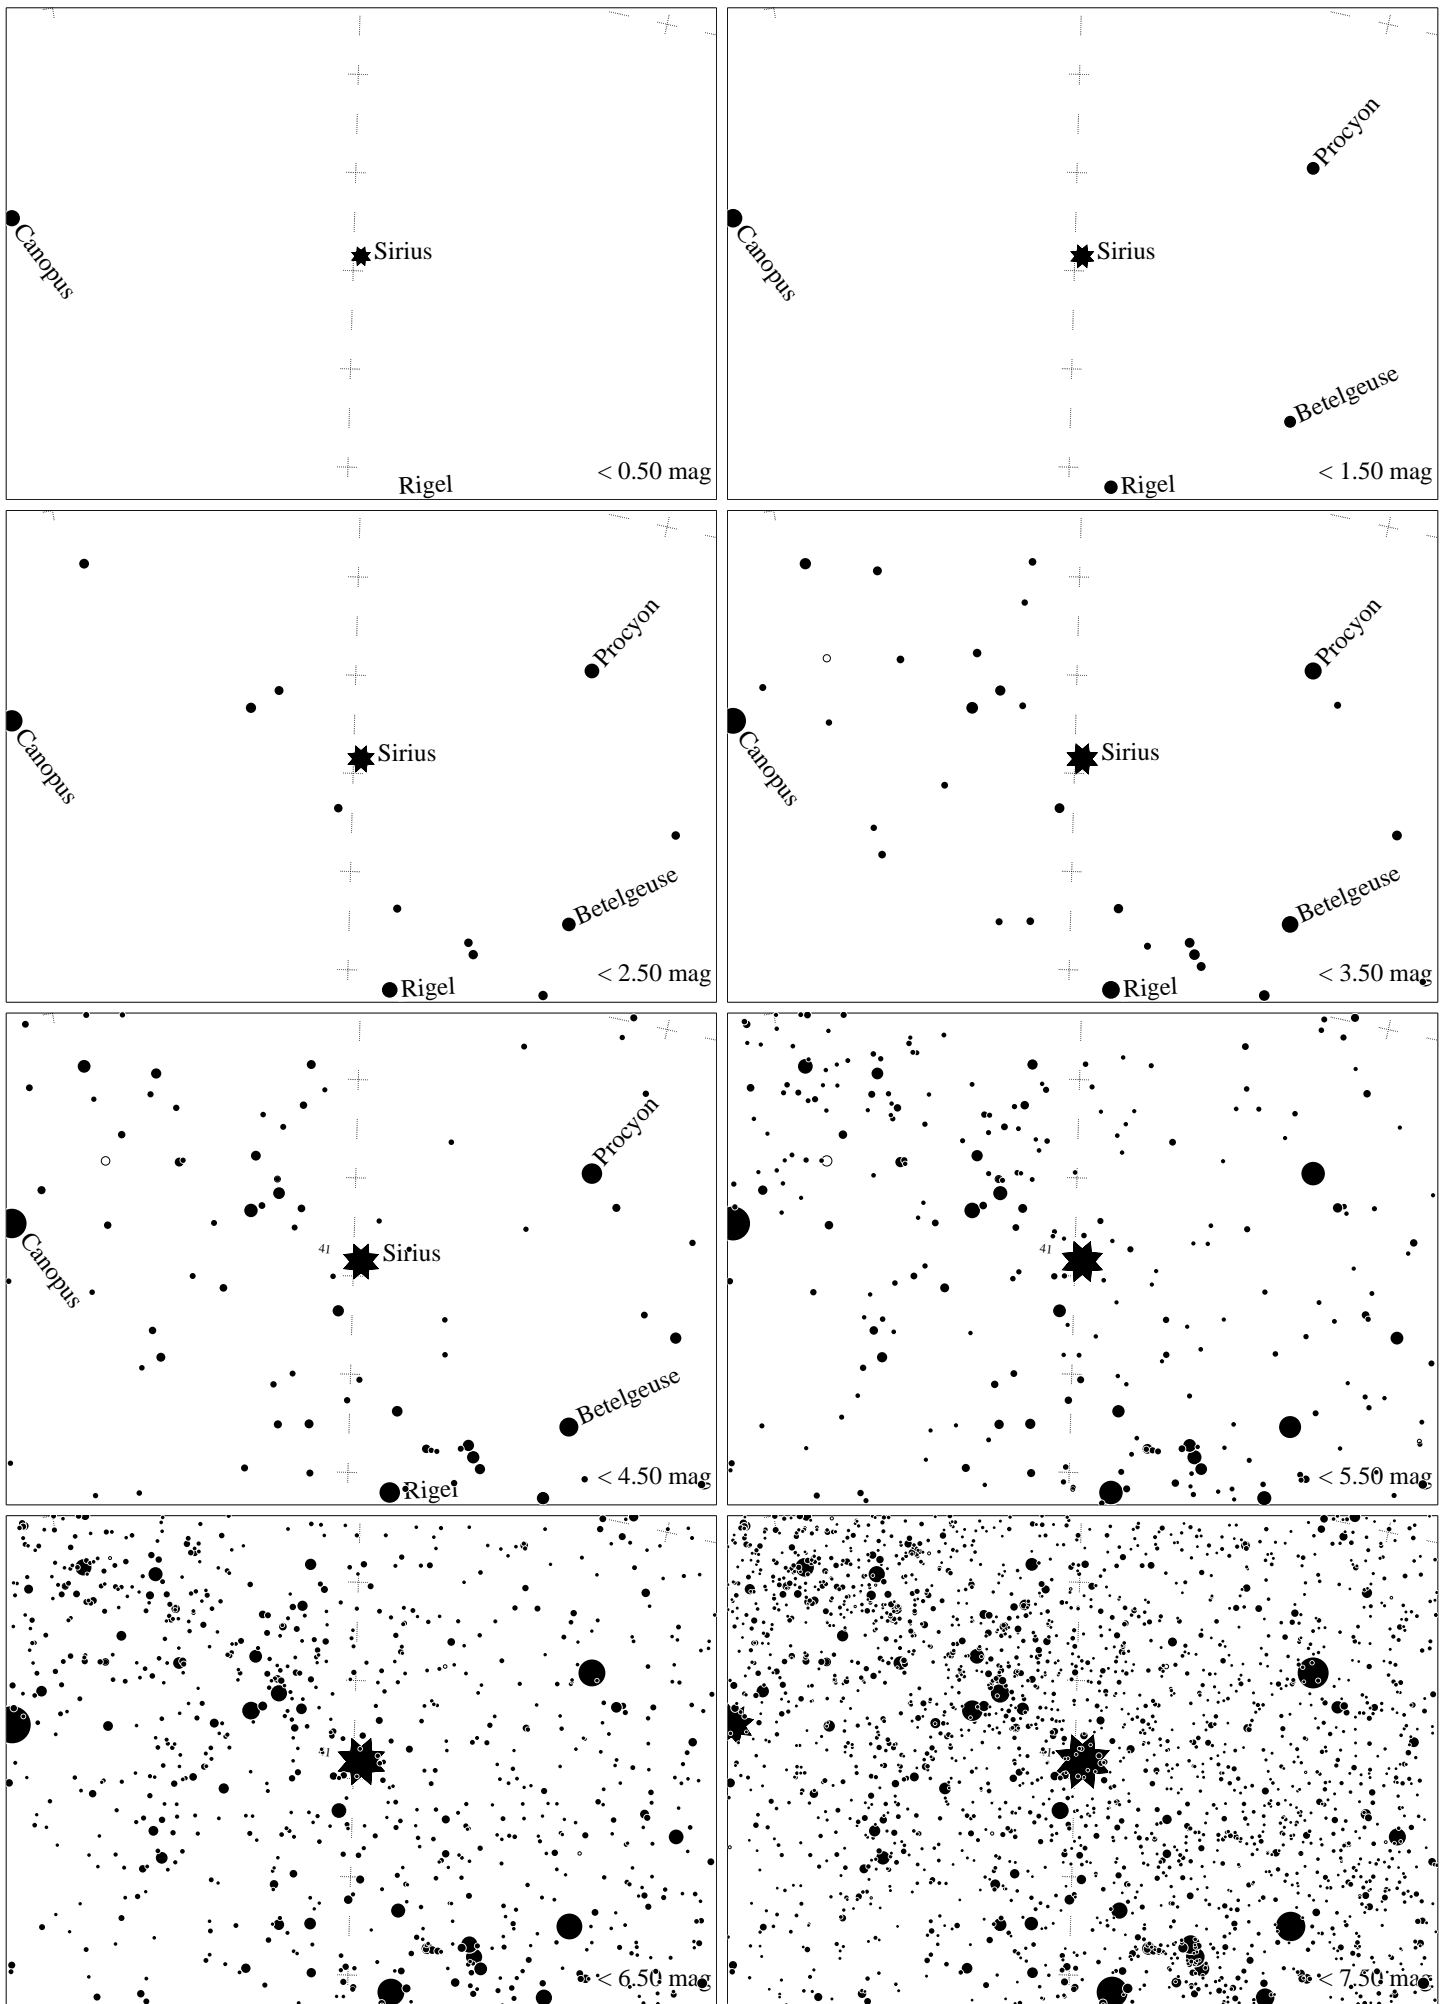 Canopus
Sirius
Rigel
< 0.50 mag
Procyon
Canopus
Sirius
Betelgeuse
Rigel
< 1.50 mag
Procyon
Canopus
Sirius
Betelgeuse
Rigel
< 2.50 mag
Procyon
Canopus
Sirius
Betelgeuse
Rigel
< 3.50 mag
Procyon
Canopus
41
Sirius
Betelgeuse
Rigel
< 4.50 mag
41
< 5.50 mag
41
< 6.50 mag
< 7.50 mag